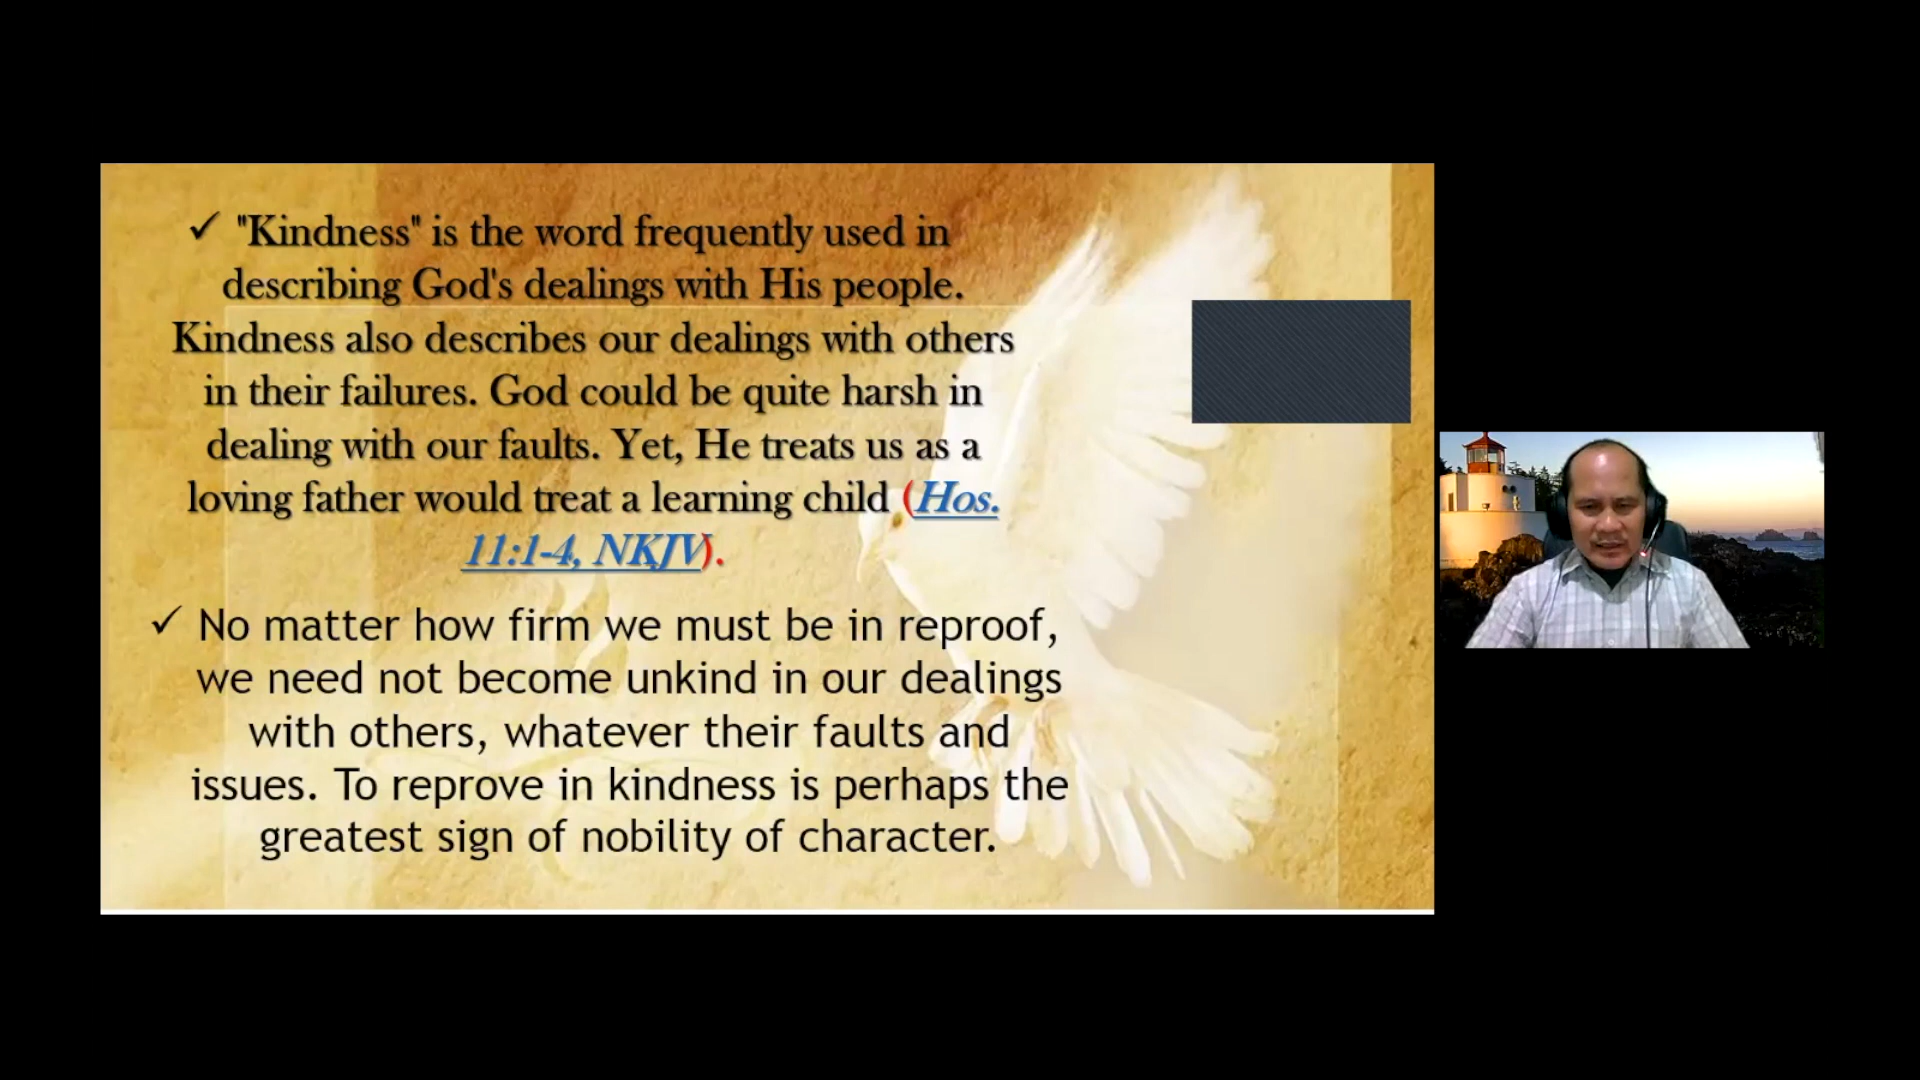 ✓ "Kindness" is the word frequently used in
describing God's dealings with His people.
Kindness also describes our dealings with others
in their failures. God could be quite harsh in
dealing with our faults. Yet, He treats us as a
loving father would treat a learning child (Hos.
11:1-4, NKJV).
✓ No matter how firm we must be in reproof,
we need not become unkind in our dealings
with others, whatever their faults and
issues. To reprove in kindness is perhaps the
greatest sign of nobility of character.